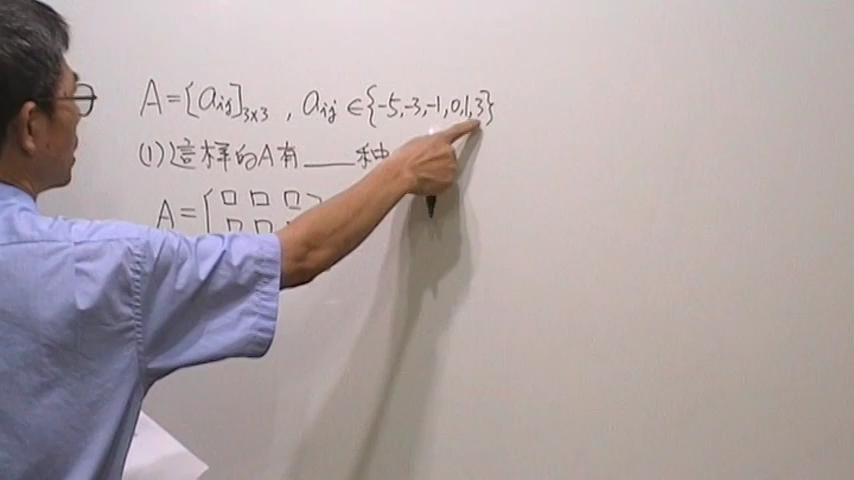 A=[aij]3×3 , aij∈{-5,-3,-1,0,1,3}
(1)這樣的A有____种
A=[□ □ □
□ □